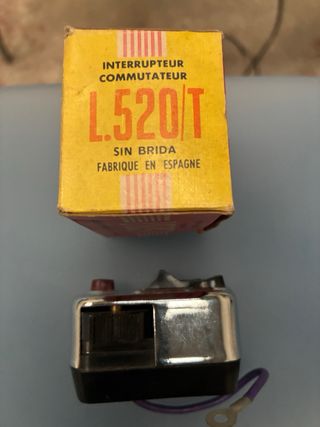 INTERRUPTEUR
COMMUTATEUR
L.520/T
SIN BRIDA
FABRIQUE EN ESPAGNE